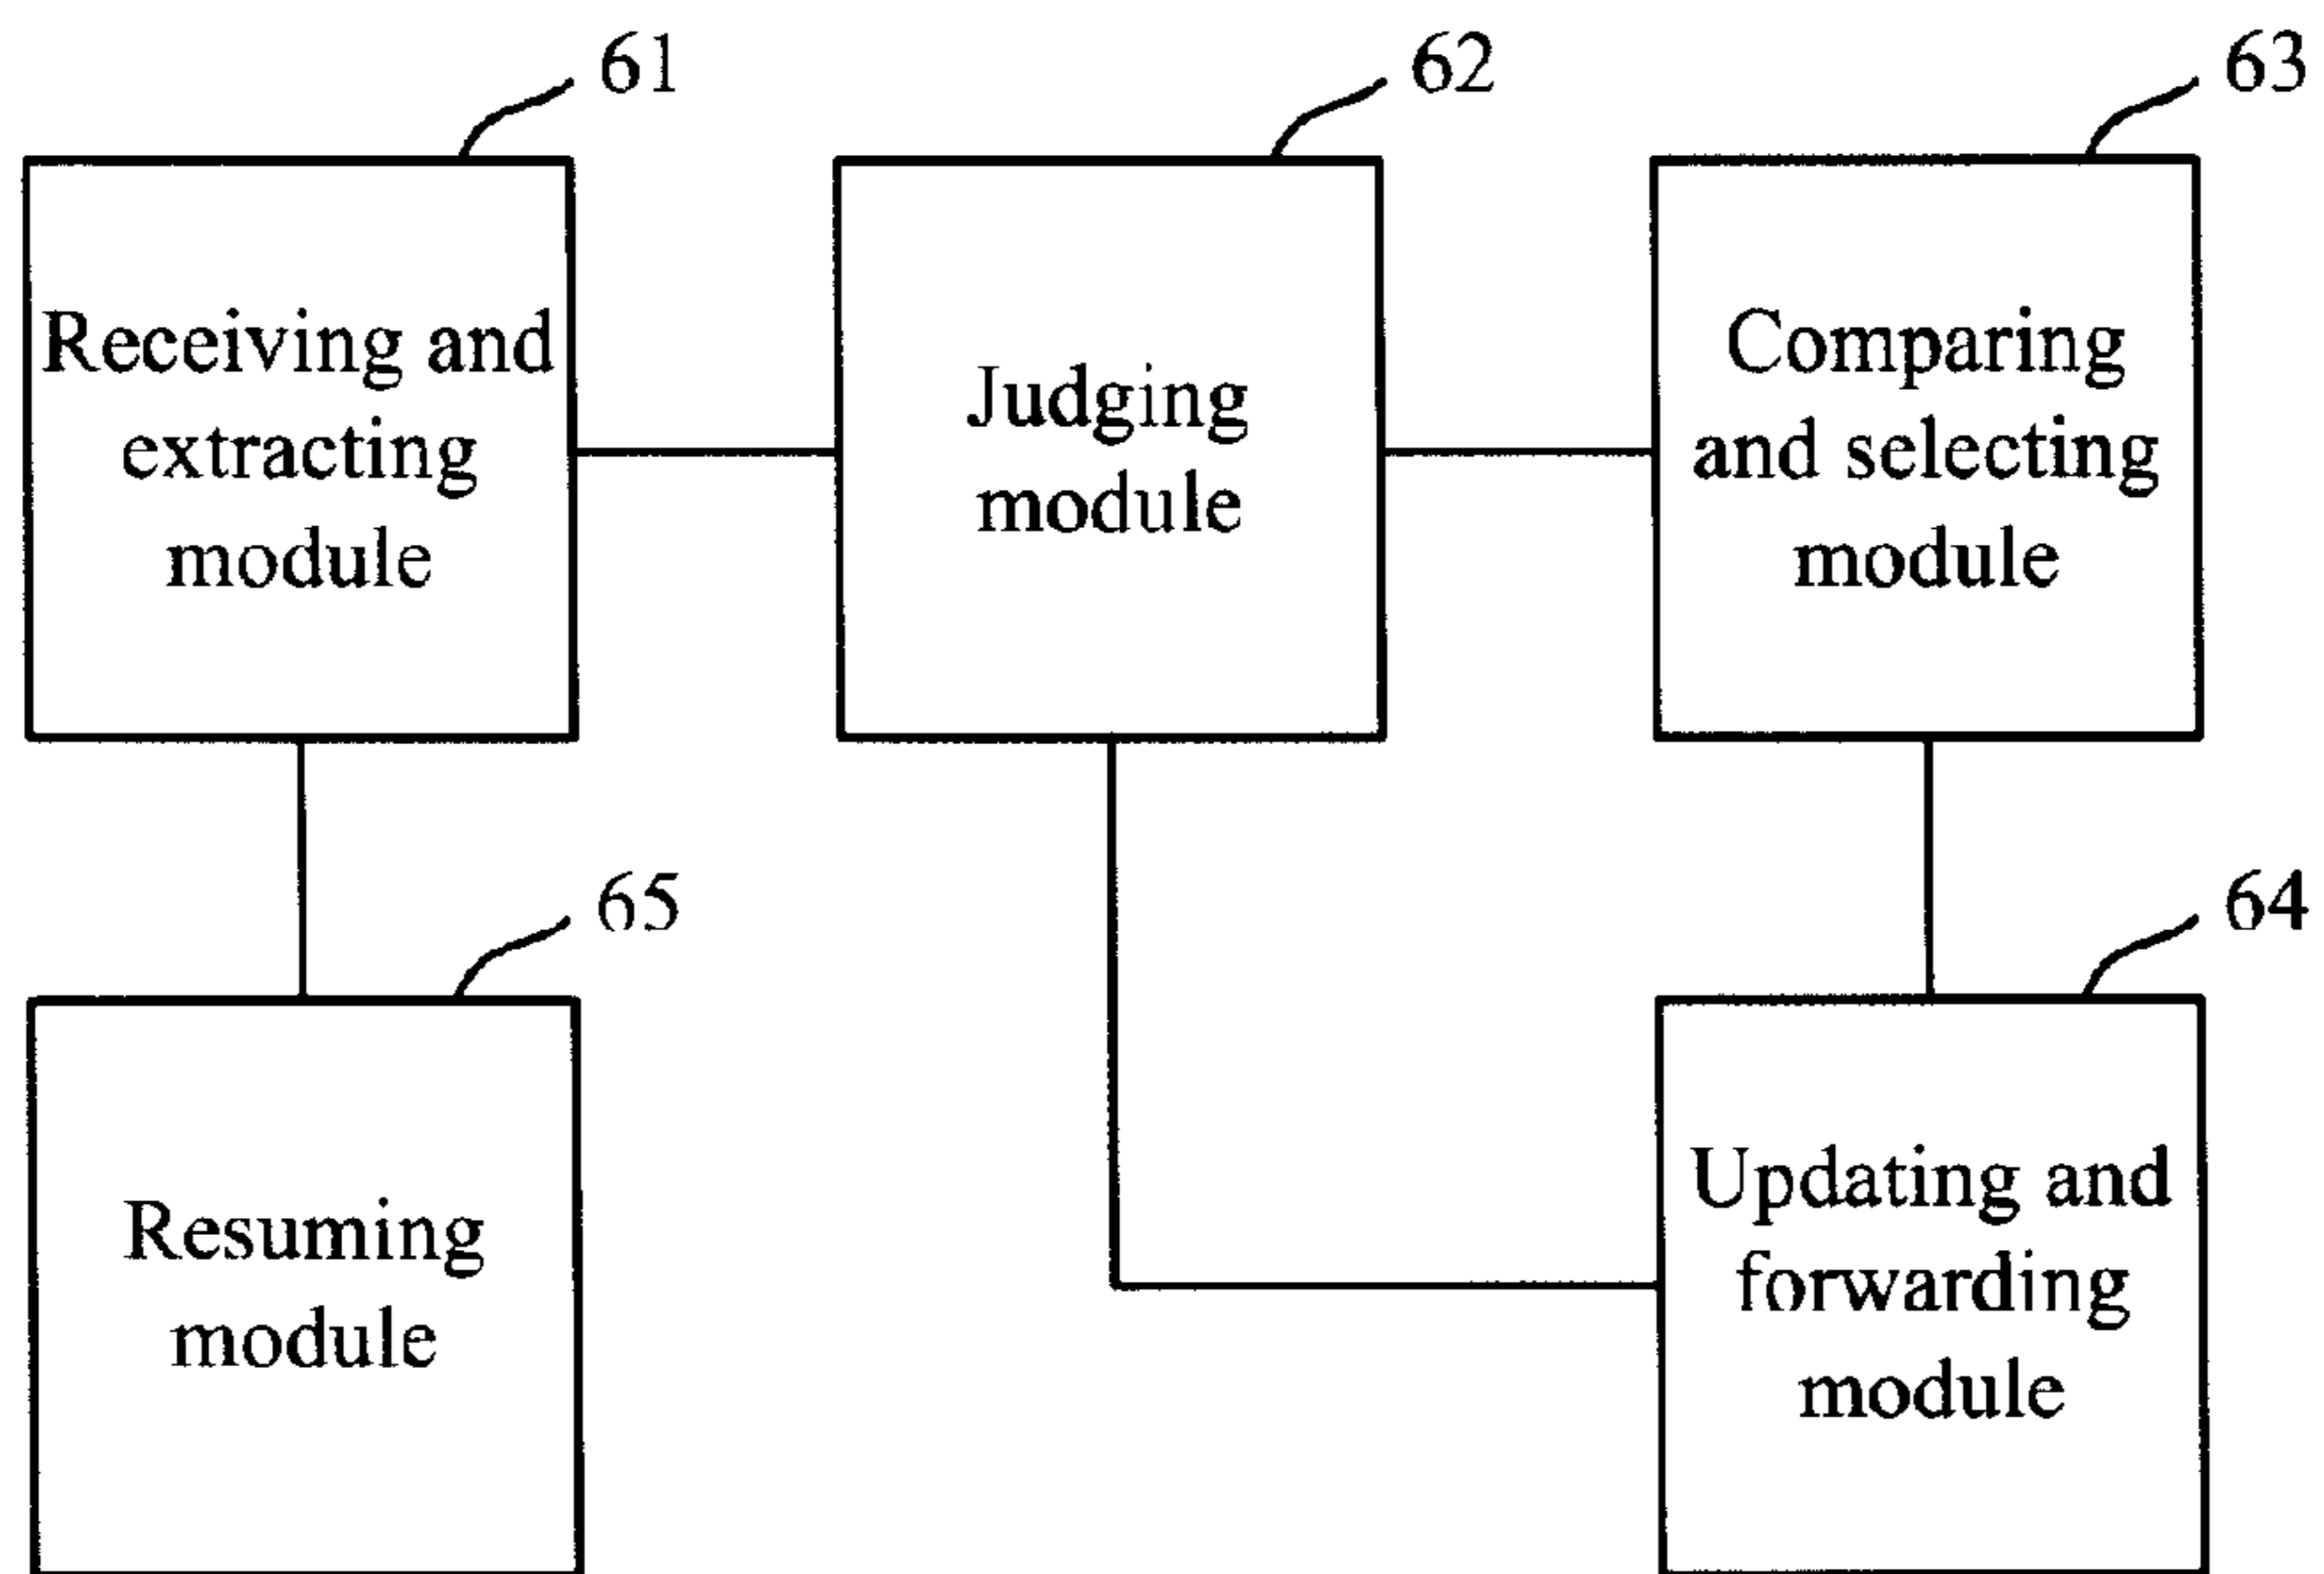 61
62
63
Receiving and
extracting
module
Judging
module
Comparing
and selecting
module
65
64
Resuming
module
Updating and
forwarding
module